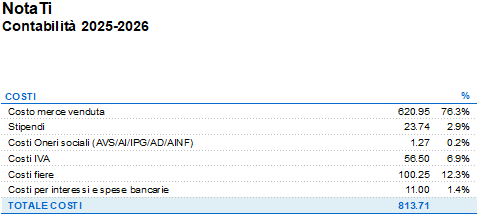 NotaTi
Contabilità 2025-2026
COSTI %
Costo merce venduta 620.95 76.3%
Stipendi 23.74 2.9%
Costi Oneri sociali (AVS/AI/IPG/AD/AINF) 1.27 0.2%
Costi IVA 56.50 6.9%
Costi fiere 100.25 12.3%
Costi per interessi e spese bancarie 11.00 1.4%
TOTALE COSTI 813.71